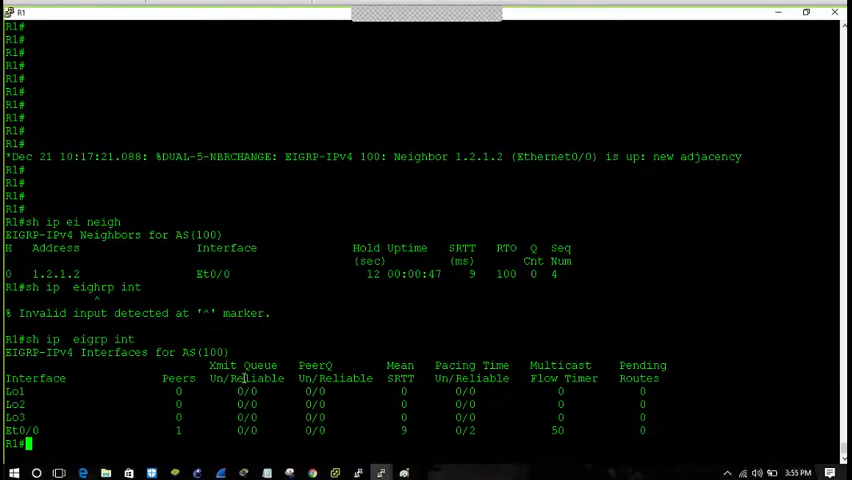 R1
R1#
R1#
R1#
R1#
R1#
R1#
R1#
R1#
R1#
R1#
*Dec 21 10:17:21.088: %DUAL-5-NBRCHANGE: EIGRP-IPv4 100: Neighbor 1.2.1.2 (Ethernet0/0) is up: new adjacency
R1#
R1#
R1#
R1#
R1#sh ip ei neigh
EIGRP-IPv4 Neighbors for AS(100)
H   Address                 Interface              Hold Uptime   SRTT   RTO  Q  Seq
(sec)         (ms)       Cnt Num
0   1.2.1.2                 Et0/0                    12 00:00:47    9   100  0  4
R1#sh ip  eighrp int
^
% Invalid input detected at '^' marker.
R1#sh ip  eigrp int
EIGRP-IPv4 Interfaces for AS(100)
Xmit Queue   PeerQ        Mean   Pacing Time   Multicast    Pending
Interface              Peers  Un/Reliable  Un/Reliable  SRTT   Un/Reliable   Flow Timer   Routes
Lo1                      0        0/0       0/0           0       0/0            0           0
Lo2                      0        0/0       0/0           0       0/0            0           0
Lo3                      0        0/0       0/0           0       0/0            0           0
Et0/0                    1        0/0       0/0           9       0/2           50           0
R1#
3:55 PM